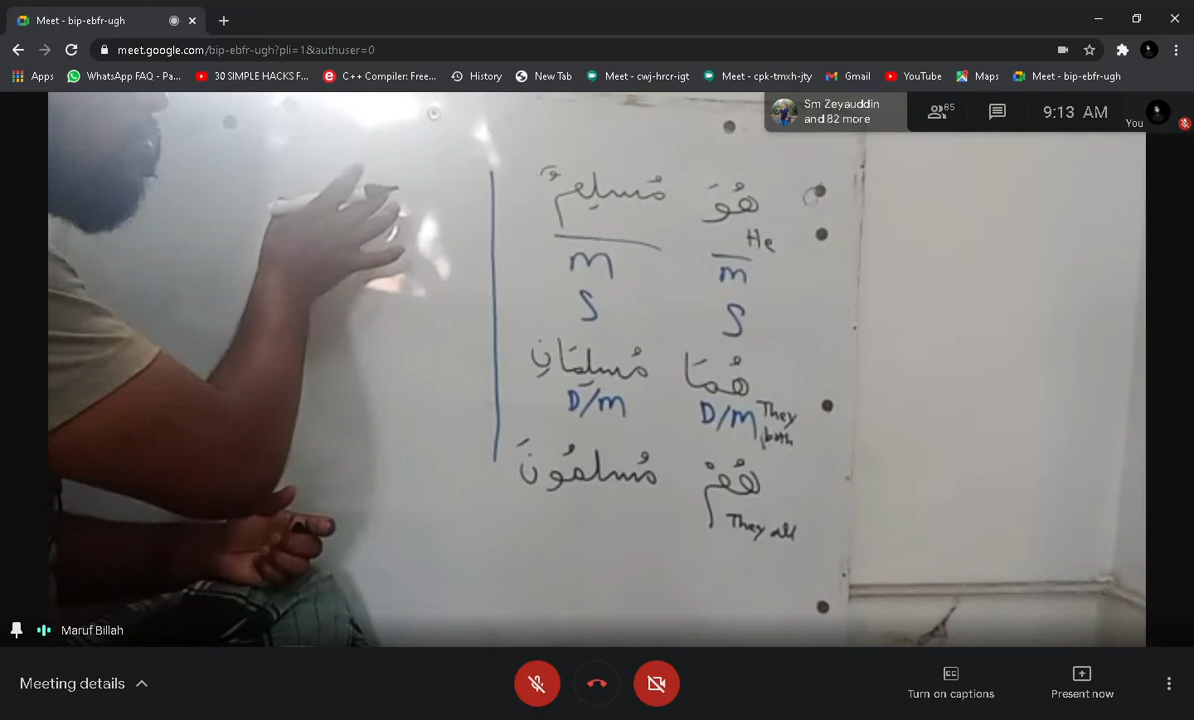 Meet - bip-ebfr-ugh
meet.google.com/bip-ebfr-ugh?pli=1&authuser=0
Apps WhatsApp FAQ - Pa... 30 SIMPLE HACKS F... C++ Compiler: Free... History New Tab Meet - cwj-hrcr-igt Meet - cpk-tmxh-jty Gmail YouTube Maps Meet - bip-ebfr-ugh
Sm Zeyauddin
and 82 more
85
9:13 AM
You
هُوَ مُسلِمٌ
He
m m
S S
هُمَا مُسلِمَانِ
D/M They both D/M
هُمْ مُسلمُونَ
They all
Maruf Billah
Meeting details
Turn on captions
Present now